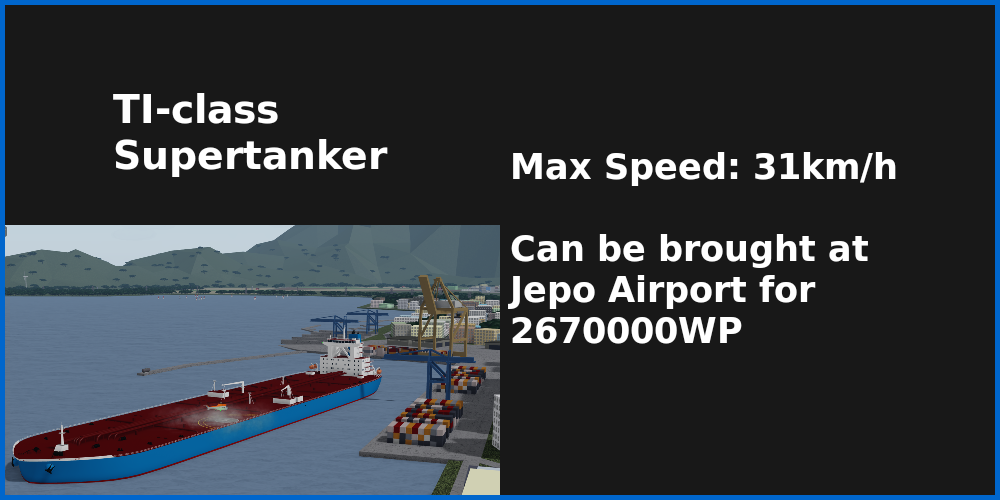 TI-class
Supertanker
Max Speed: 31km/h
Can be brought at
Jepo Airport for
2670000WP